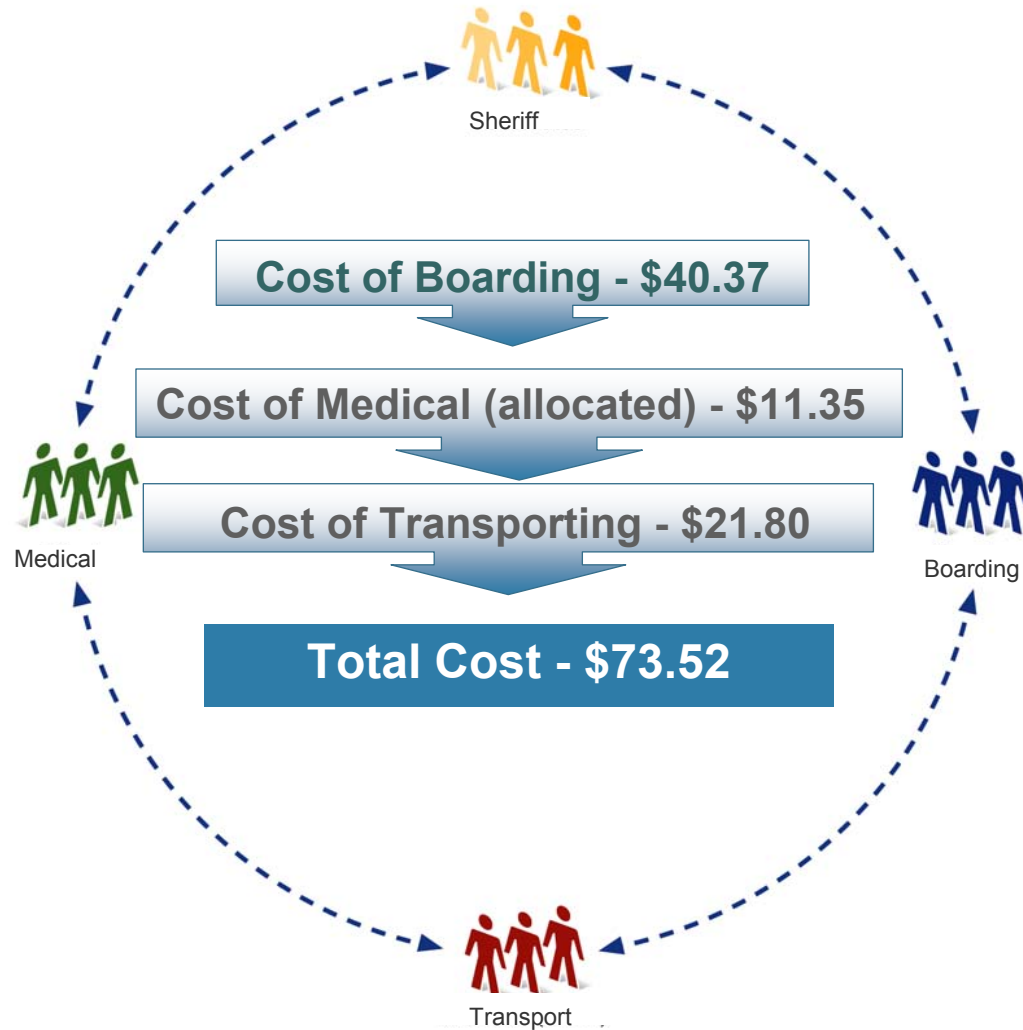 Sheriff
Cost of Boarding - $40.37
Cost of Medical (allocated) - $11.35
Cost of Transporting - $21.80
Medical
Boarding
Total Cost - $73.52
Transport